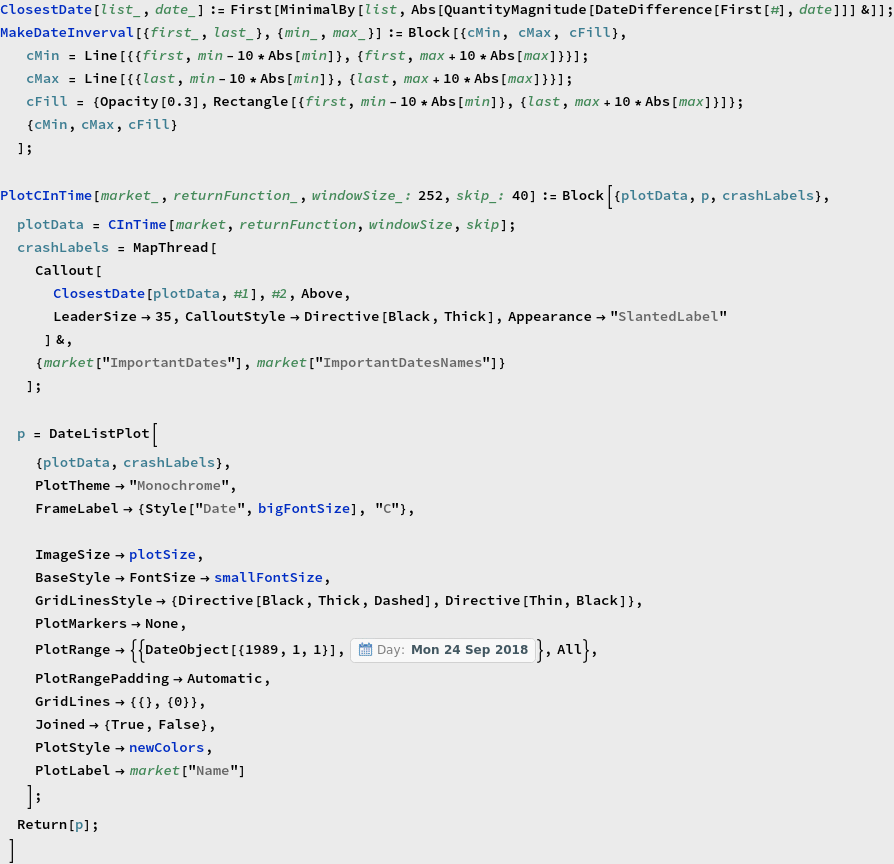 ClosestDate[list_, date_] := First[MinimalBy[list, Abs[QuantityMagnitude[DateDifference[First[#], date]]] &]];
MakeDateInverval[{first_, last_}, {min_, max_}] := Block[{cMin, cMax, cFill},
cMin = Line[{{first, min - 10 * Abs[min]}, {first, max + 10 * Abs[max]}}];
cMax = Line[{{last, min - 10 * Abs[min]}, {last, max + 10 * Abs[max]}}];
cFill = {Opacity[0.3], Rectangle[{first, min - 10 * Abs[min]}, {last, max + 10 * Abs[max]}]};
{cMin, cMax, cFill}
];
PlotCInTime[market_, returnFunction_, windowSize_: 252, skip_: 40] := Block[{plotData, p, crashLabels},
plotData = CInTime[market, returnFunction, windowSize, skip];
crashLabels = MapThread[
Callout[
ClosestDate[plotData, #1], #2, Above,
LeaderSize → 35, CalloutStyle → Directive[Black, Thick], Appearance → "SlantedLabel"
] &,
{market["ImportantDates"], market["ImportantDatesNames"]}
];
p = DateListPlot[
{plotData, crashLabels},
PlotTheme → "Monochrome",
FrameLabel → {Style["Date", bigFontSize], "C"},
ImageSize → plotSize,
BaseStyle → FontSize → smallFontSize,
GridLinesStyle → {Directive[Black, Thick, Dashed], Directive[Thin, Black]},
PlotMarkers → None,
PlotRange → {{DateObject[{1989, 1, 1}], Day: Mon 24 Sep 2018}, All},
PlotRangePadding → Automatic,
GridLines → {{}, {0}},
Joined → {True, False},
PlotStyle → newColors,
PlotLabel → market["Name"]
];
Return[p];
]